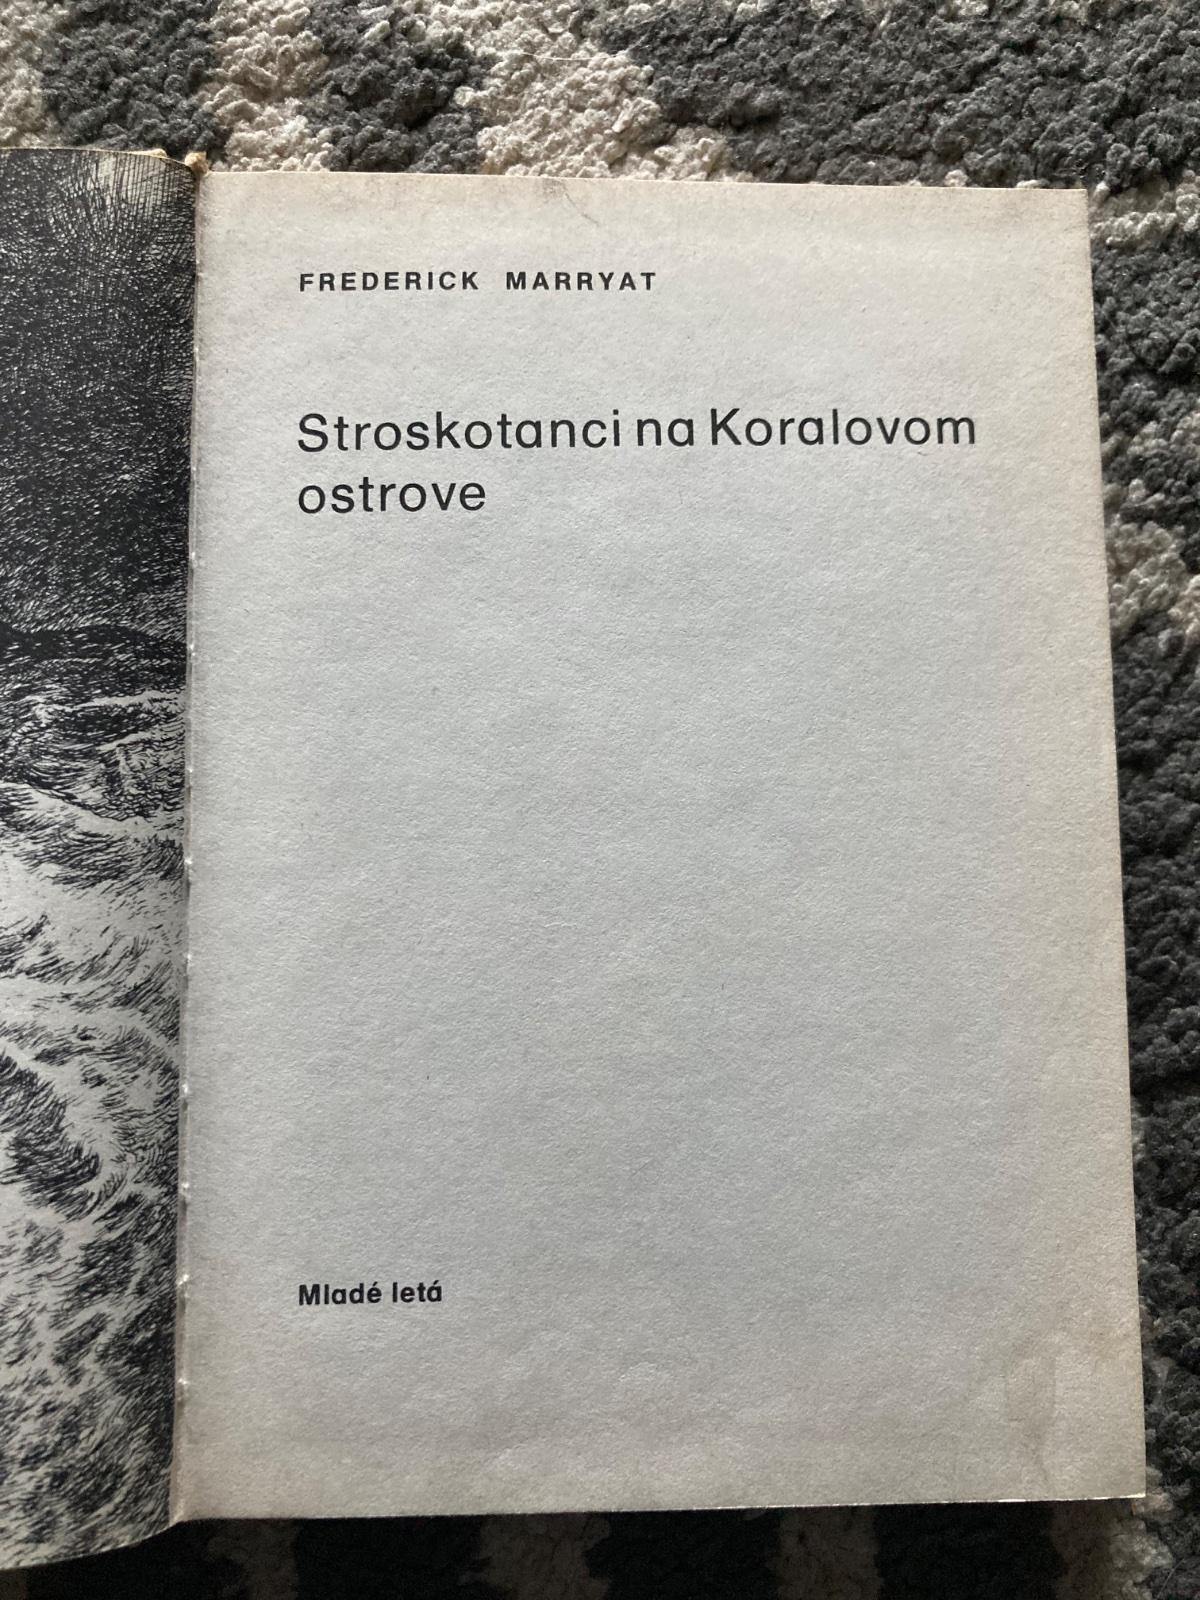 FREDERICK MARRYAT
Stroskotanci na Koralovom
ostrove
Mladé letá